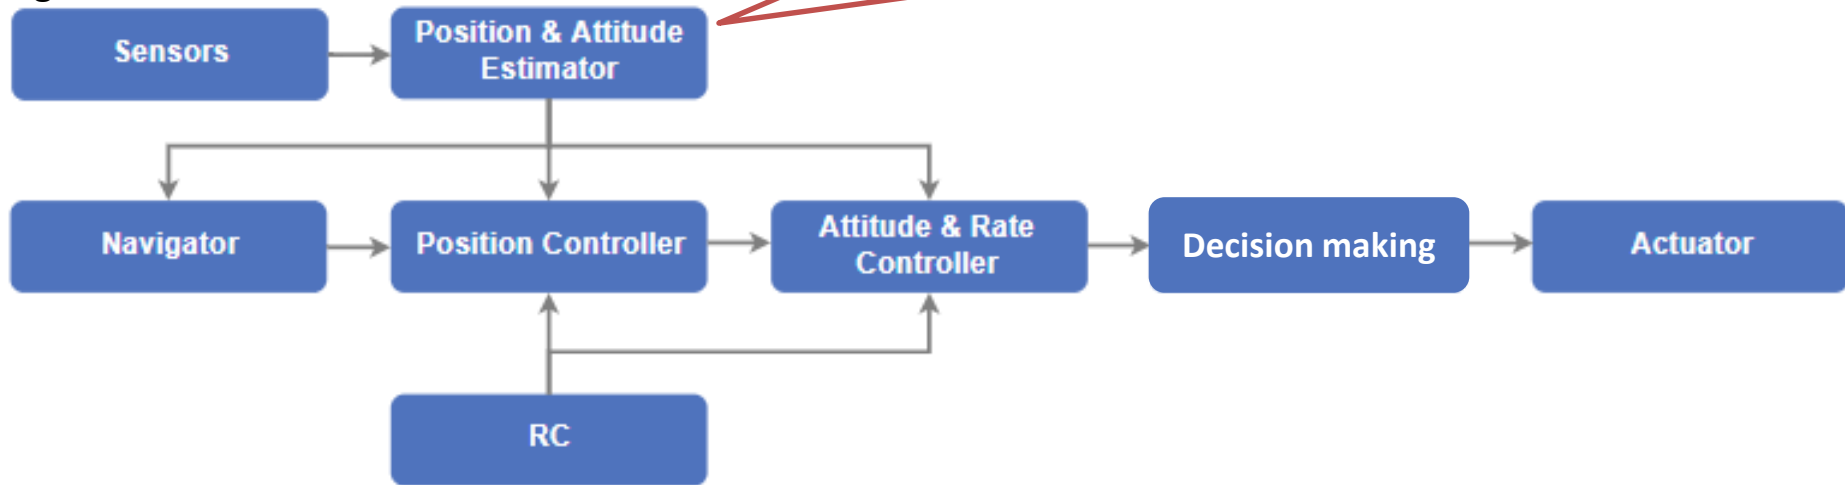 Sensors
Position & Attitude
Estimator
Navigator
Position Controller
Attitude & Rate
Controller
Decision making
Actuator
RC